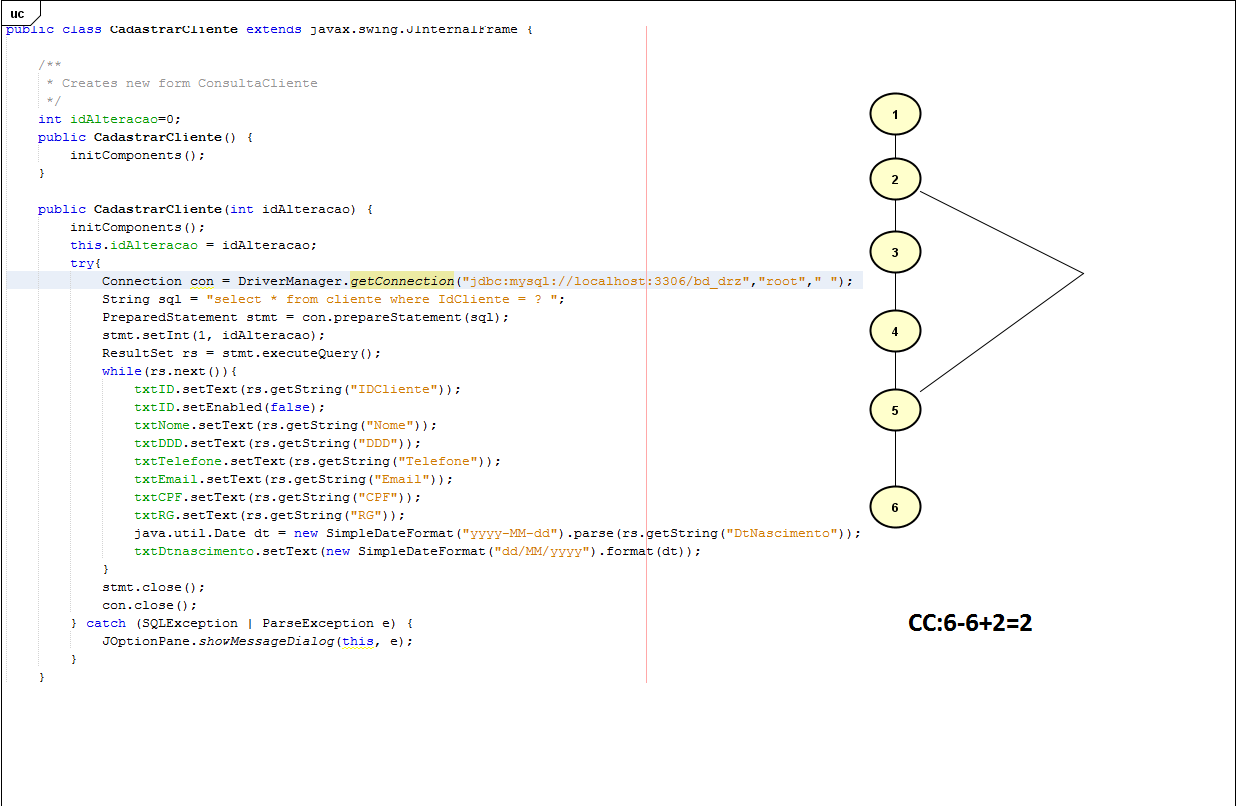 uc
public class CadastrarCliente extends javax.swing.JInternalFrame {
/**
* Creates new form ConsultaCliente
*/
int idAlteracao=0;
public CadastrarCliente() {
initComponents();
}
public CadastrarCliente(int idAlteracao) {
initComponents();
this.idAlteracao = idAlteracao;
try{
Connection con = DriverManager.getConnection("jdbc:mysql://localhost:3306/bd_drz","root"," ");
String sql = "select * from cliente where IdCliente = ? ";
PreparedStatement stmt = con.prepareStatement(sql);
stmt.setInt(1, idAlteracao);
ResultSet rs = stmt.executeQuery();
while(rs.next()){
txtID.setText(rs.getString("IDCliente"));
txtID.setEnabled(false);
txtNome.setText(rs.getString("Nome"));
txtDDD.setText(rs.getString("DDD"));
txtTelefone.setText(rs.getString("Telefone"));
txtEmail.setText(rs.getString("Email"));
txtCPF.setText(rs.getString("CPF"));
txtRG.setText(rs.getString("RG"));
java.util.Date dt = new SimpleDateFormat("yyyy-MM-dd").parse(rs.getString("DtNascimento"));
txtDtnascimento.setText(new SimpleDateFormat("dd/MM/yyyy").format(dt));
}
stmt.close();
con.close();
} catch (SQLException | ParseException e) {
JOptionPane.showMessageDialog(this, e);
}
}
1
2
3
4
5
6
CC:6-6+2=2